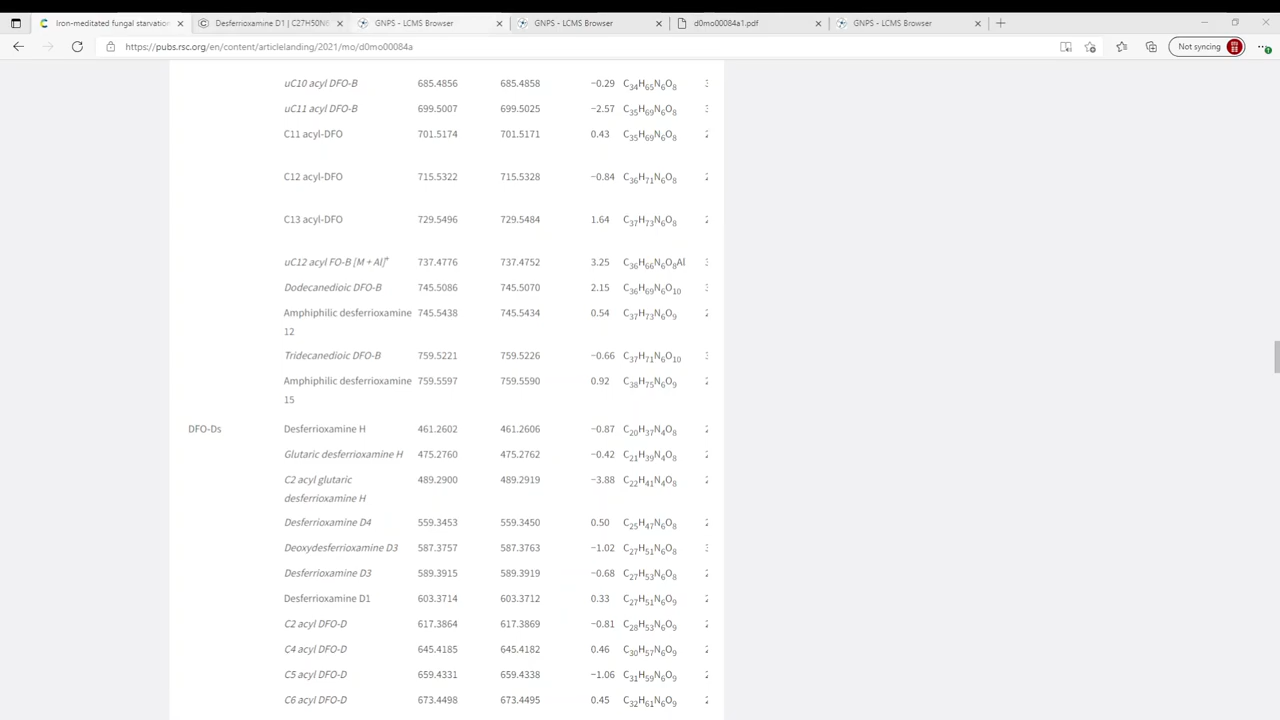 Iron-meditated fungal starvation
Desferrioxamine D1 | C27H50N6
GNPS - LCMS Browser
GNPS - LCMS Browser
d0mo00084a1.pdf
GNPS - LCMS Browser
https://pubs.rsc.org/en/content/articlelanding/2021/mo/d0mo00084a
Not syncing
uC10 acyl DFO-B 685.4856 685.4858 −0.29 C34H65N6O8
uC11 acyl DFO-B 699.5007 699.5025 −2.57 C35H69N6O8
C11 acyl-DFO 701.5174 701.5171 0.43 C35H69N6O8
C12 acyl-DFO 715.5322 715.5328 −0.84 C36H71N6O8
C13 acyl-DFO 729.5496 729.5484 1.64 C37H73N6O8
uC12 acyl FO-B [M + Al]+ 737.4776 737.4752 3.25 C36H66N6O8Al
Dodecanedioic DFO-B 745.5086 745.5070 2.15 C36H69N6O10
Amphiphilic desferrioxamine 745.5438 745.5434 0.54 C37H73N6O9
12
Tridecanedioic DFO-B 759.5221 759.5226 −0.66 C37H71N6O10
Amphiphilic desferrioxamine 759.5597 759.5590 0.92 C38H75N6O9
15
DFO-Ds Desferrioxamine H 461.2602 461.2606 −0.87 C20H37N4O8
Glutaric desferrioxamine H 475.2760 475.2762 −0.42 C21H39N4O8
C2 acyl glutaric 489.2900 489.2919 −3.88 C22H41N4O8
desferrioxamine H
Desferrioxamine D4 559.3453 559.3450 0.50 C25H47N6O8
Deoxydesferrioxamine D3 587.3757 587.3763 −1.02 C27H51N6O8
Desferrioxamine D3 589.3915 589.3919 −0.68 C27H53N6O8
Desferrioxamine D1 603.3714 603.3712 0.33 C27H51N6O9
C2 acyl DFO-D 617.3864 617.3869 −0.81 C28H53N6O9
C4 acyl DFO-D 645.4185 645.4182 0.46 C30H57N6O9
C5 acyl DFO-D 659.4331 659.4338 −1.06 C31H59N6O9
C6 acyl DFO-D 673.4498 673.4495 0.45 C32H61N6O9